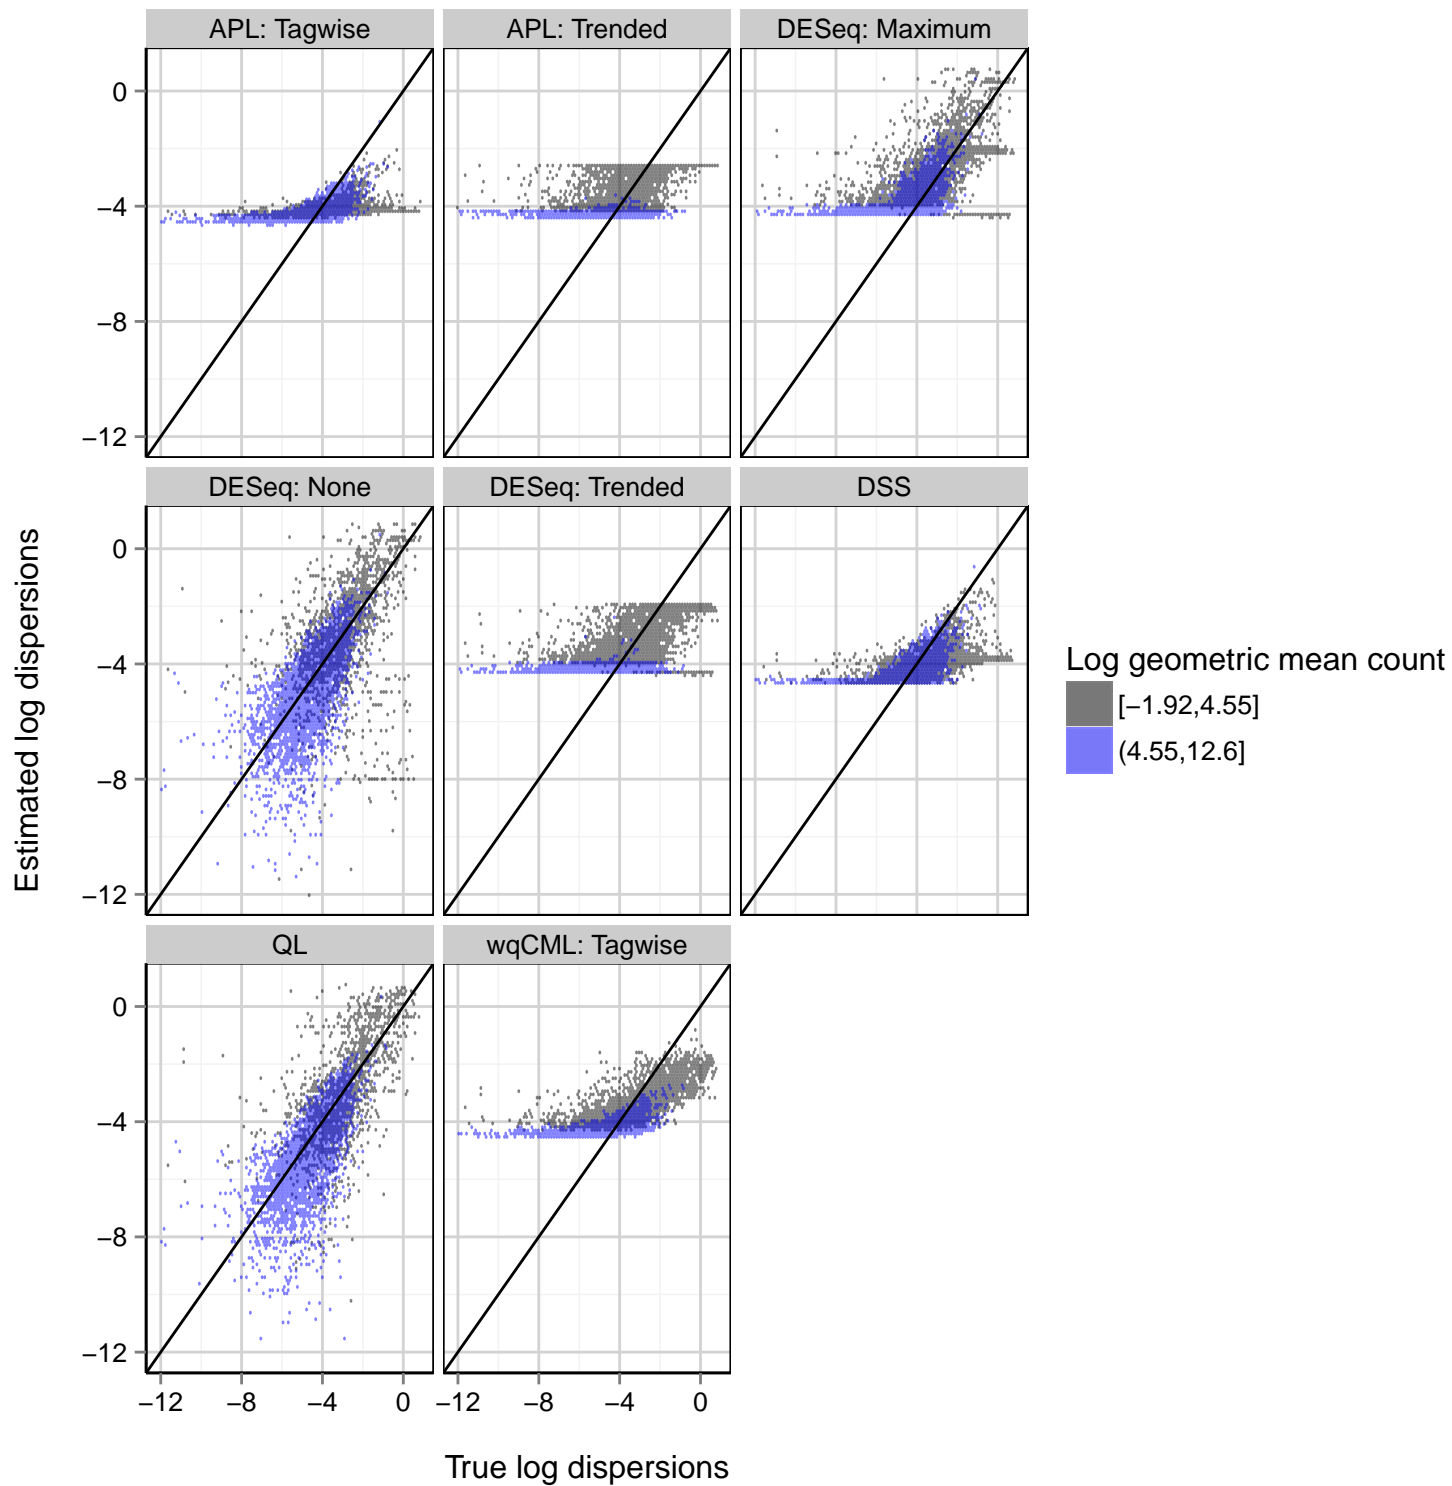 APL: Tagwise APL: Trended DESeq: Maximum
0
−4
−8
−12
DESeq: None DESeq: Trended DSS
0
−4
−8
−12
QL wqCML: Tagwise
0
−4
−8
−12
−12 −8 −4 0 −12 −8 −4 0
True log dispersions
Estimated log dispersions
Log geometric mean count
[−1.92,4.55]
(4.55,12.6]